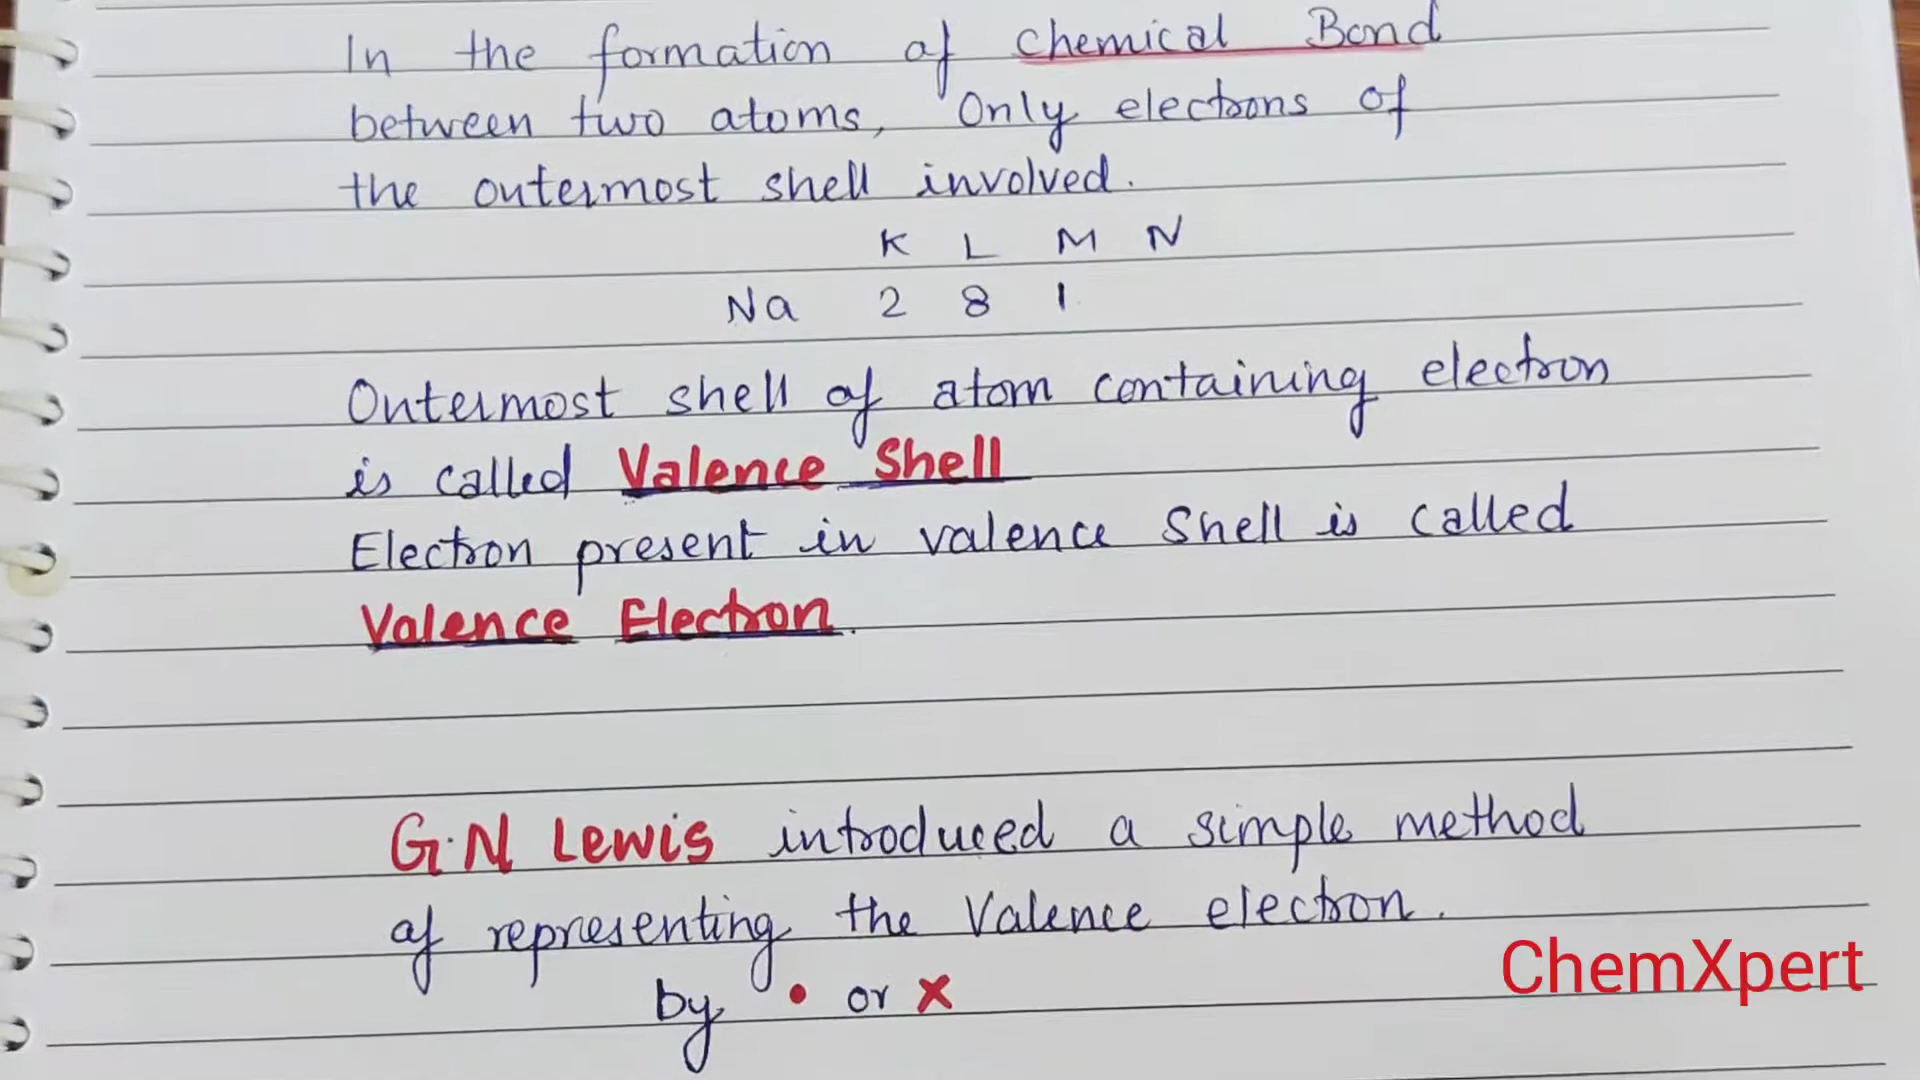 In the formation of chemical Bond
between two atoms, Only electrons of
the outermost shell involved.
K L M N
Na 2 8 1
Outermost shell of atom containing electron
is called Valence Shell
Electron present in valence Shell is called
Valence Electron.
G.N Lewis introduced a simple method
of representing the Valence electron.
ChemXpert
by • or ×